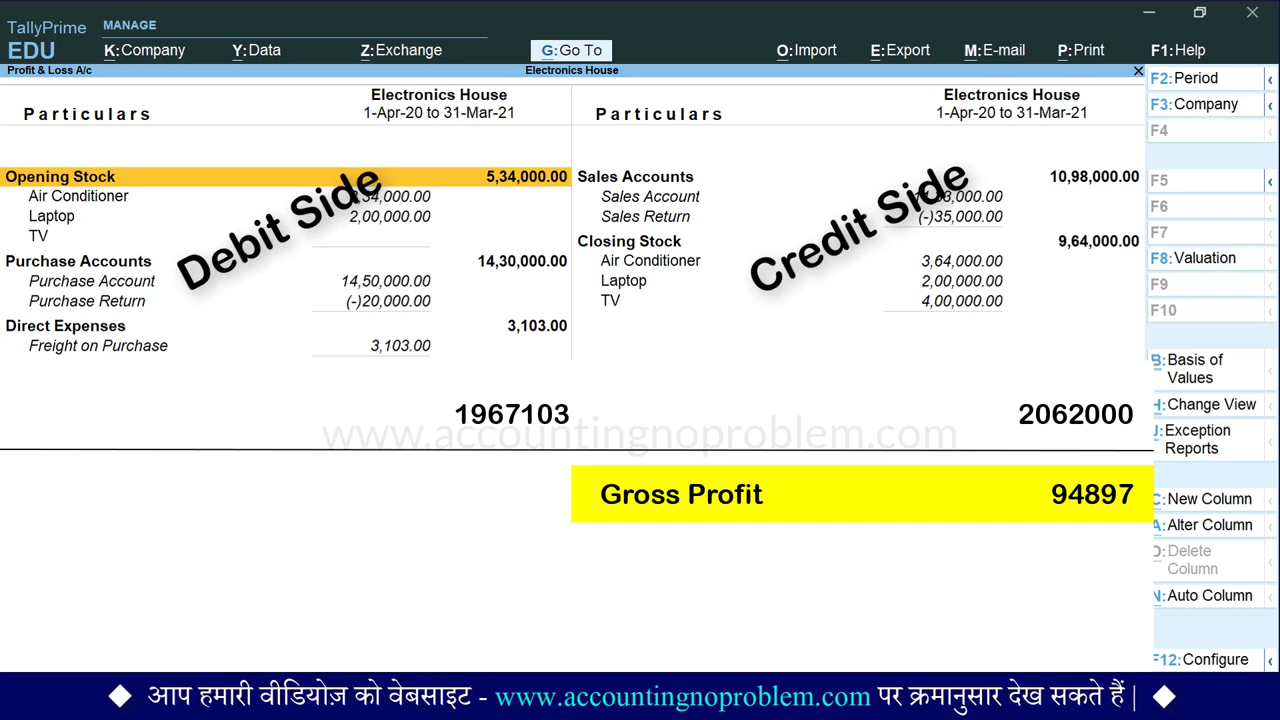 TallyPrime
EDU
MANAGE
K:Company Y:Data Z:Exchange G:Go To O:Import E:Export M:E-mail P:Print F1:Help
Profit & Loss A/c Electronics House
Particulars Electronics House 1-Apr-20 to 31-Mar-21
Particulars Electronics House 1-Apr-20 to 31-Mar-21
Debit Side
Opening Stock 5,34,000.00
Air Conditioner 34,000.00
Laptop 2,00,000.00
TV
Purchase Accounts 14,30,000.00
Purchase Account 14,50,000.00
Purchase Return (-)20,000.00
Direct Expenses 3,103.00
Freight on Purchase 3,103.00
1967103
Credit Side
Sales Accounts 10,98,000.00
Sales Account
Sales Return (-)35,000.00
Closing Stock 9,64,000.00
Air Conditioner 3,64,000.00
Laptop 2,00,000.00
TV 4,00,000.00
2062000
www.accountingnoproblem.com
Gross Profit 94897
F2:Period
F3:Company
F4
F5
F6
F7
F8:Valuation
F9
F10
B:Basis of
Values
H:Change View
J:Exception
Reports
C:New Column
A:Alter Column
D:Delete
Column
N:Auto Column
F12:Configure
आप हमारी वीडियोज़ को वेबसाइट - www.accountingnoproblem.com पर क्रमानुसार देख सकते हैं |